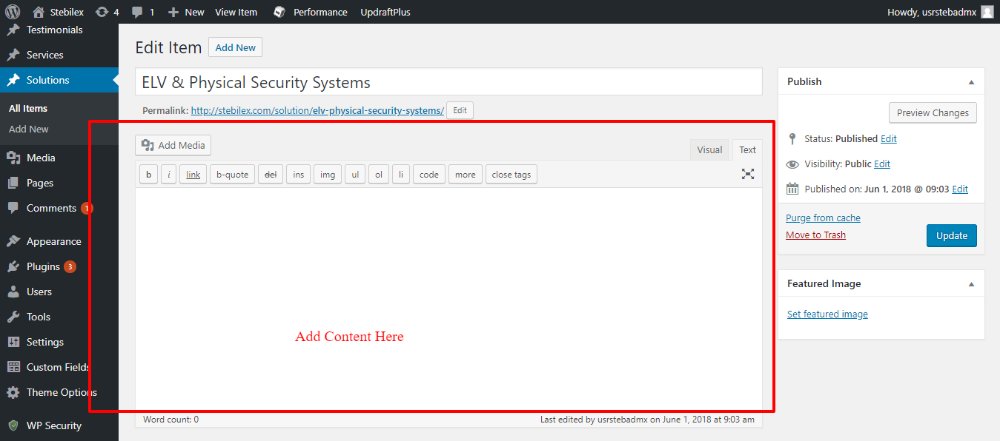 Stebilex 4 1 New View Item Performance UpdraftPlus Howdy, usrstebadmx
Testimonials
Services
Solutions
All Items
Add New
Media
Pages
Comments 1
Appearance
Plugins 3
Users
Tools
Settings
Custom Fields
Theme Options
WP Security
Edit Item Add New
ELV & Physical Security Systems
Permalink: http://stebilex.com/solution/elv-physical-security-systems/ Edit
Add Media
Visual Text
b i link b-quote del ins img ul ol li code more close tags
Add Content Here
Word count: 0 Last edited by usrstebadmx on June 1, 2018 at 9:03 am
Publish
Preview Changes
Status: Published Edit
Visibility: Public Edit
Published on: Jun 1, 2018 @ 09:03 Edit
Purge from cache
Move to Trash
Update
Featured Image
Set featured image